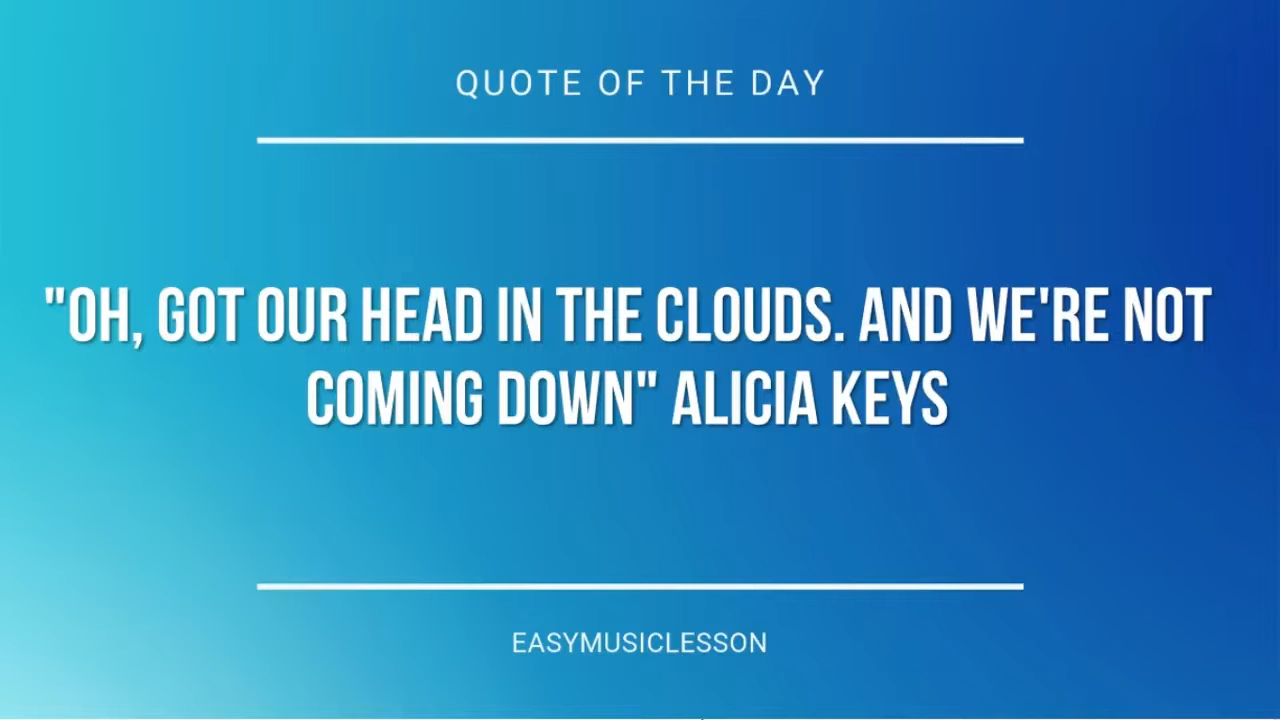 QUOTE OF THE DAY
"OH, GOT OUR HEAD IN THE CLOUDS. AND WE'RE NOT
COMING DOWN" ALICIA KEYS
EASYMUSICLESSON